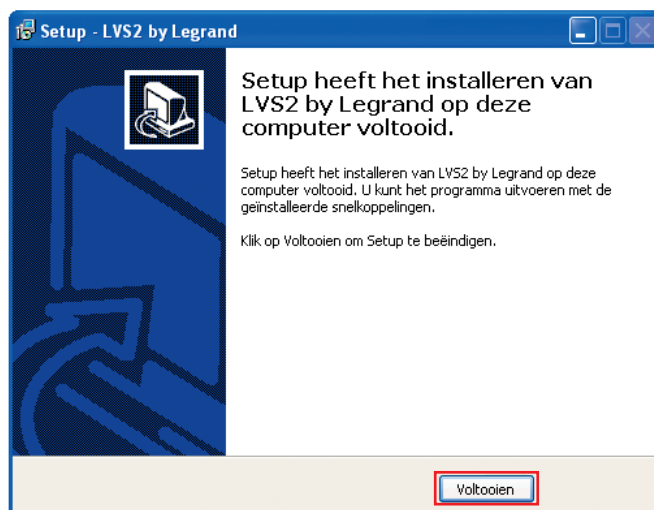 Setup - LVS2 by Legrand
Setup heeft het installeren van
LVS2 by Legrand op deze
computer voltooid.
Setup heeft het installeren van LVS2 by Legrand op deze
computer voltooid. U kunt het programma uitvoeren met de
geïnstalleerde snelkoppelingen.
Klik op Voltooien om Setup te beëindigen.
Voltooien